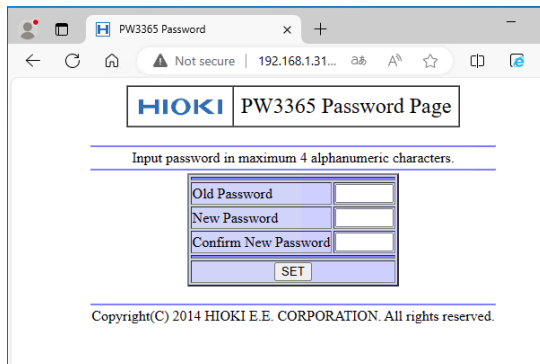 PW3365 Password
Not secure
192.168.1.31...
HIOKI
PW3365 Password Page
Input password in maximum 4 alphanumeric characters.
Old Password
New Password
Confirm New Password
SET
Copyright(C) 2014 HIOKI E.E. CORPORATION. All rights reserved.